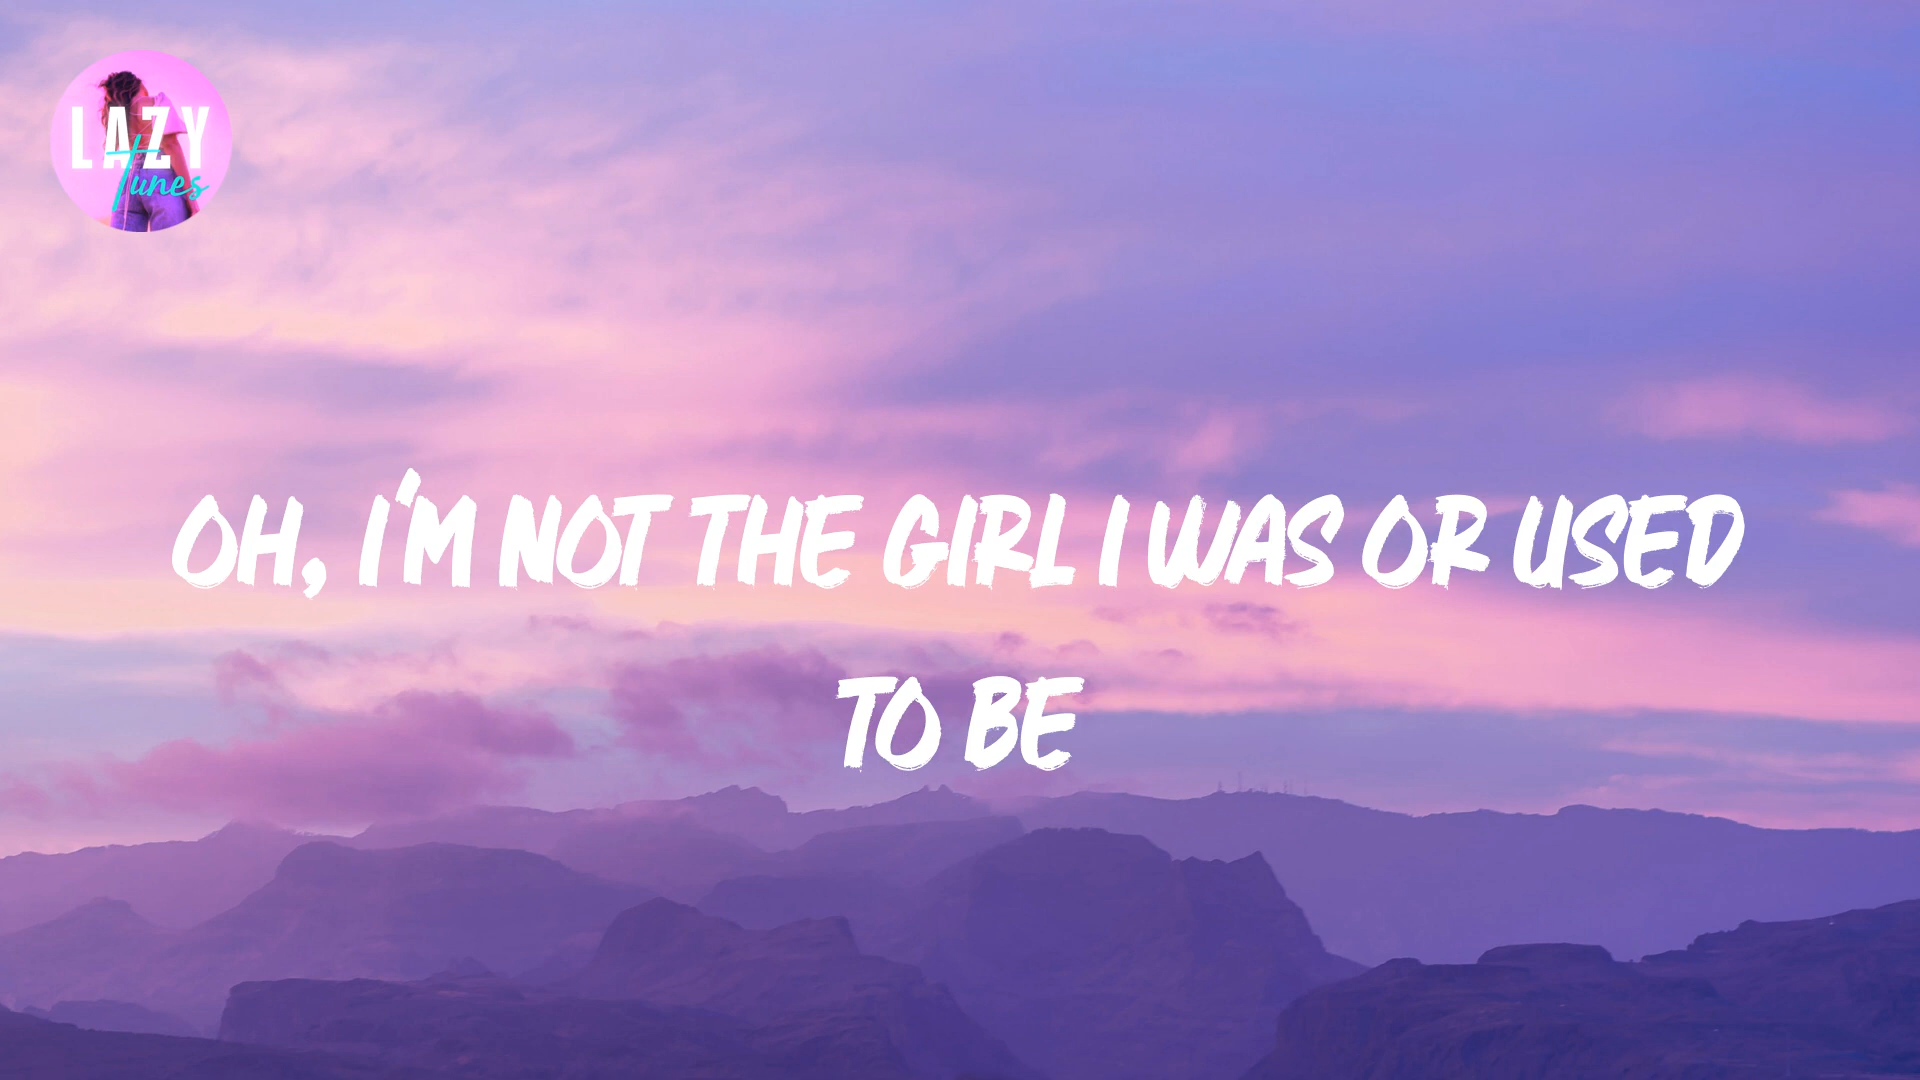 LAZY
Tunes
OH, I'M NOT THE GIRL I WAS OR USED
TO BE